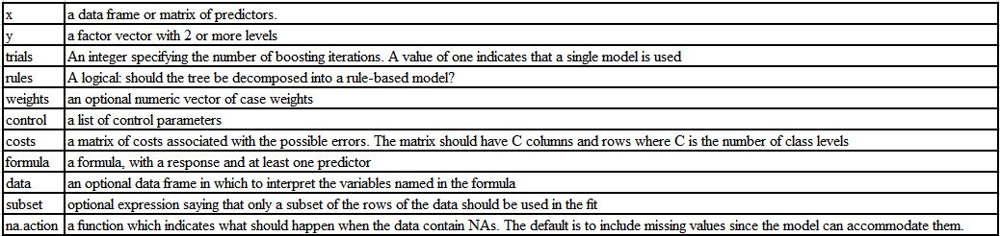 x a data frame or matrix of predictors.
y a factor vector with 2 or more levels
trials An integer specifying the number of boosting iterations. A value of one indicates that a single model is used
rules A logical: should the tree be decomposed into a rule-based model?
weights an optional numeric vector of case weights
control a list of control parameters
costs a matrix of costs associated with the possible errors. The matrix should have C columns and rows where C is the number of class levels
formula a formula, with a response and at least one predictor
data an optional data frame in which to interpret the variables named in the formula
subset optional expression saying that only a subset of the rows of the data should be used in the fit
na.action a function which indicates what should happen when the data contain NAs. The default is to include missing values since the model can accommodate them.